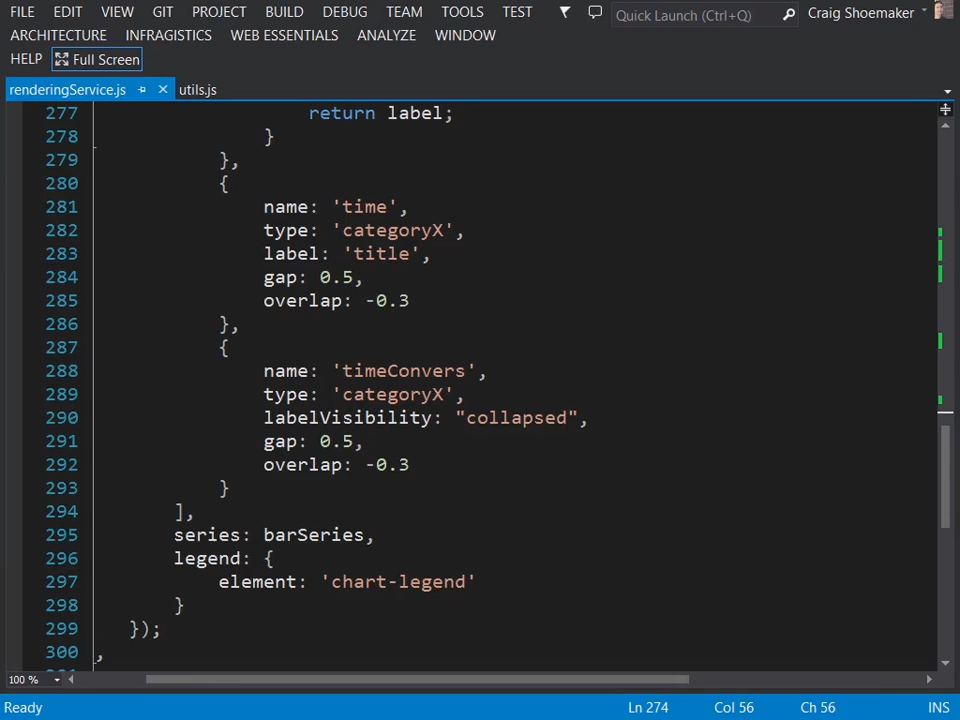 FILE EDIT VIEW GIT PROJECT BUILD DEBUG TEAM TOOLS TEST Quick Launch (Ctrl+Q) Craig Shoemaker
ARCHITECTURE INFRAGISTICS WEB ESSENTIALS ANALYZE WINDOW
HELP Full Screen
renderingService.js utils.js
277 return label;
278 }
279 },
280 {
281 name: 'time',
282 type: 'categoryX',
283 label: 'title',
284 gap: 0.5,
285 overlap: -0.3
286 },
287 {
288 name: 'timeConvers',
289 type: 'categoryX',
290 labelVisibility: "collapsed",
291 gap: 0.5,
292 overlap: -0.3
293 }
294 ],
295 series: barSeries,
296 legend: {
297 element: 'chart-legend'
298 }
299 });
300 ,
100 %
Ready Ln 274 Col 56 Ch 56 INS